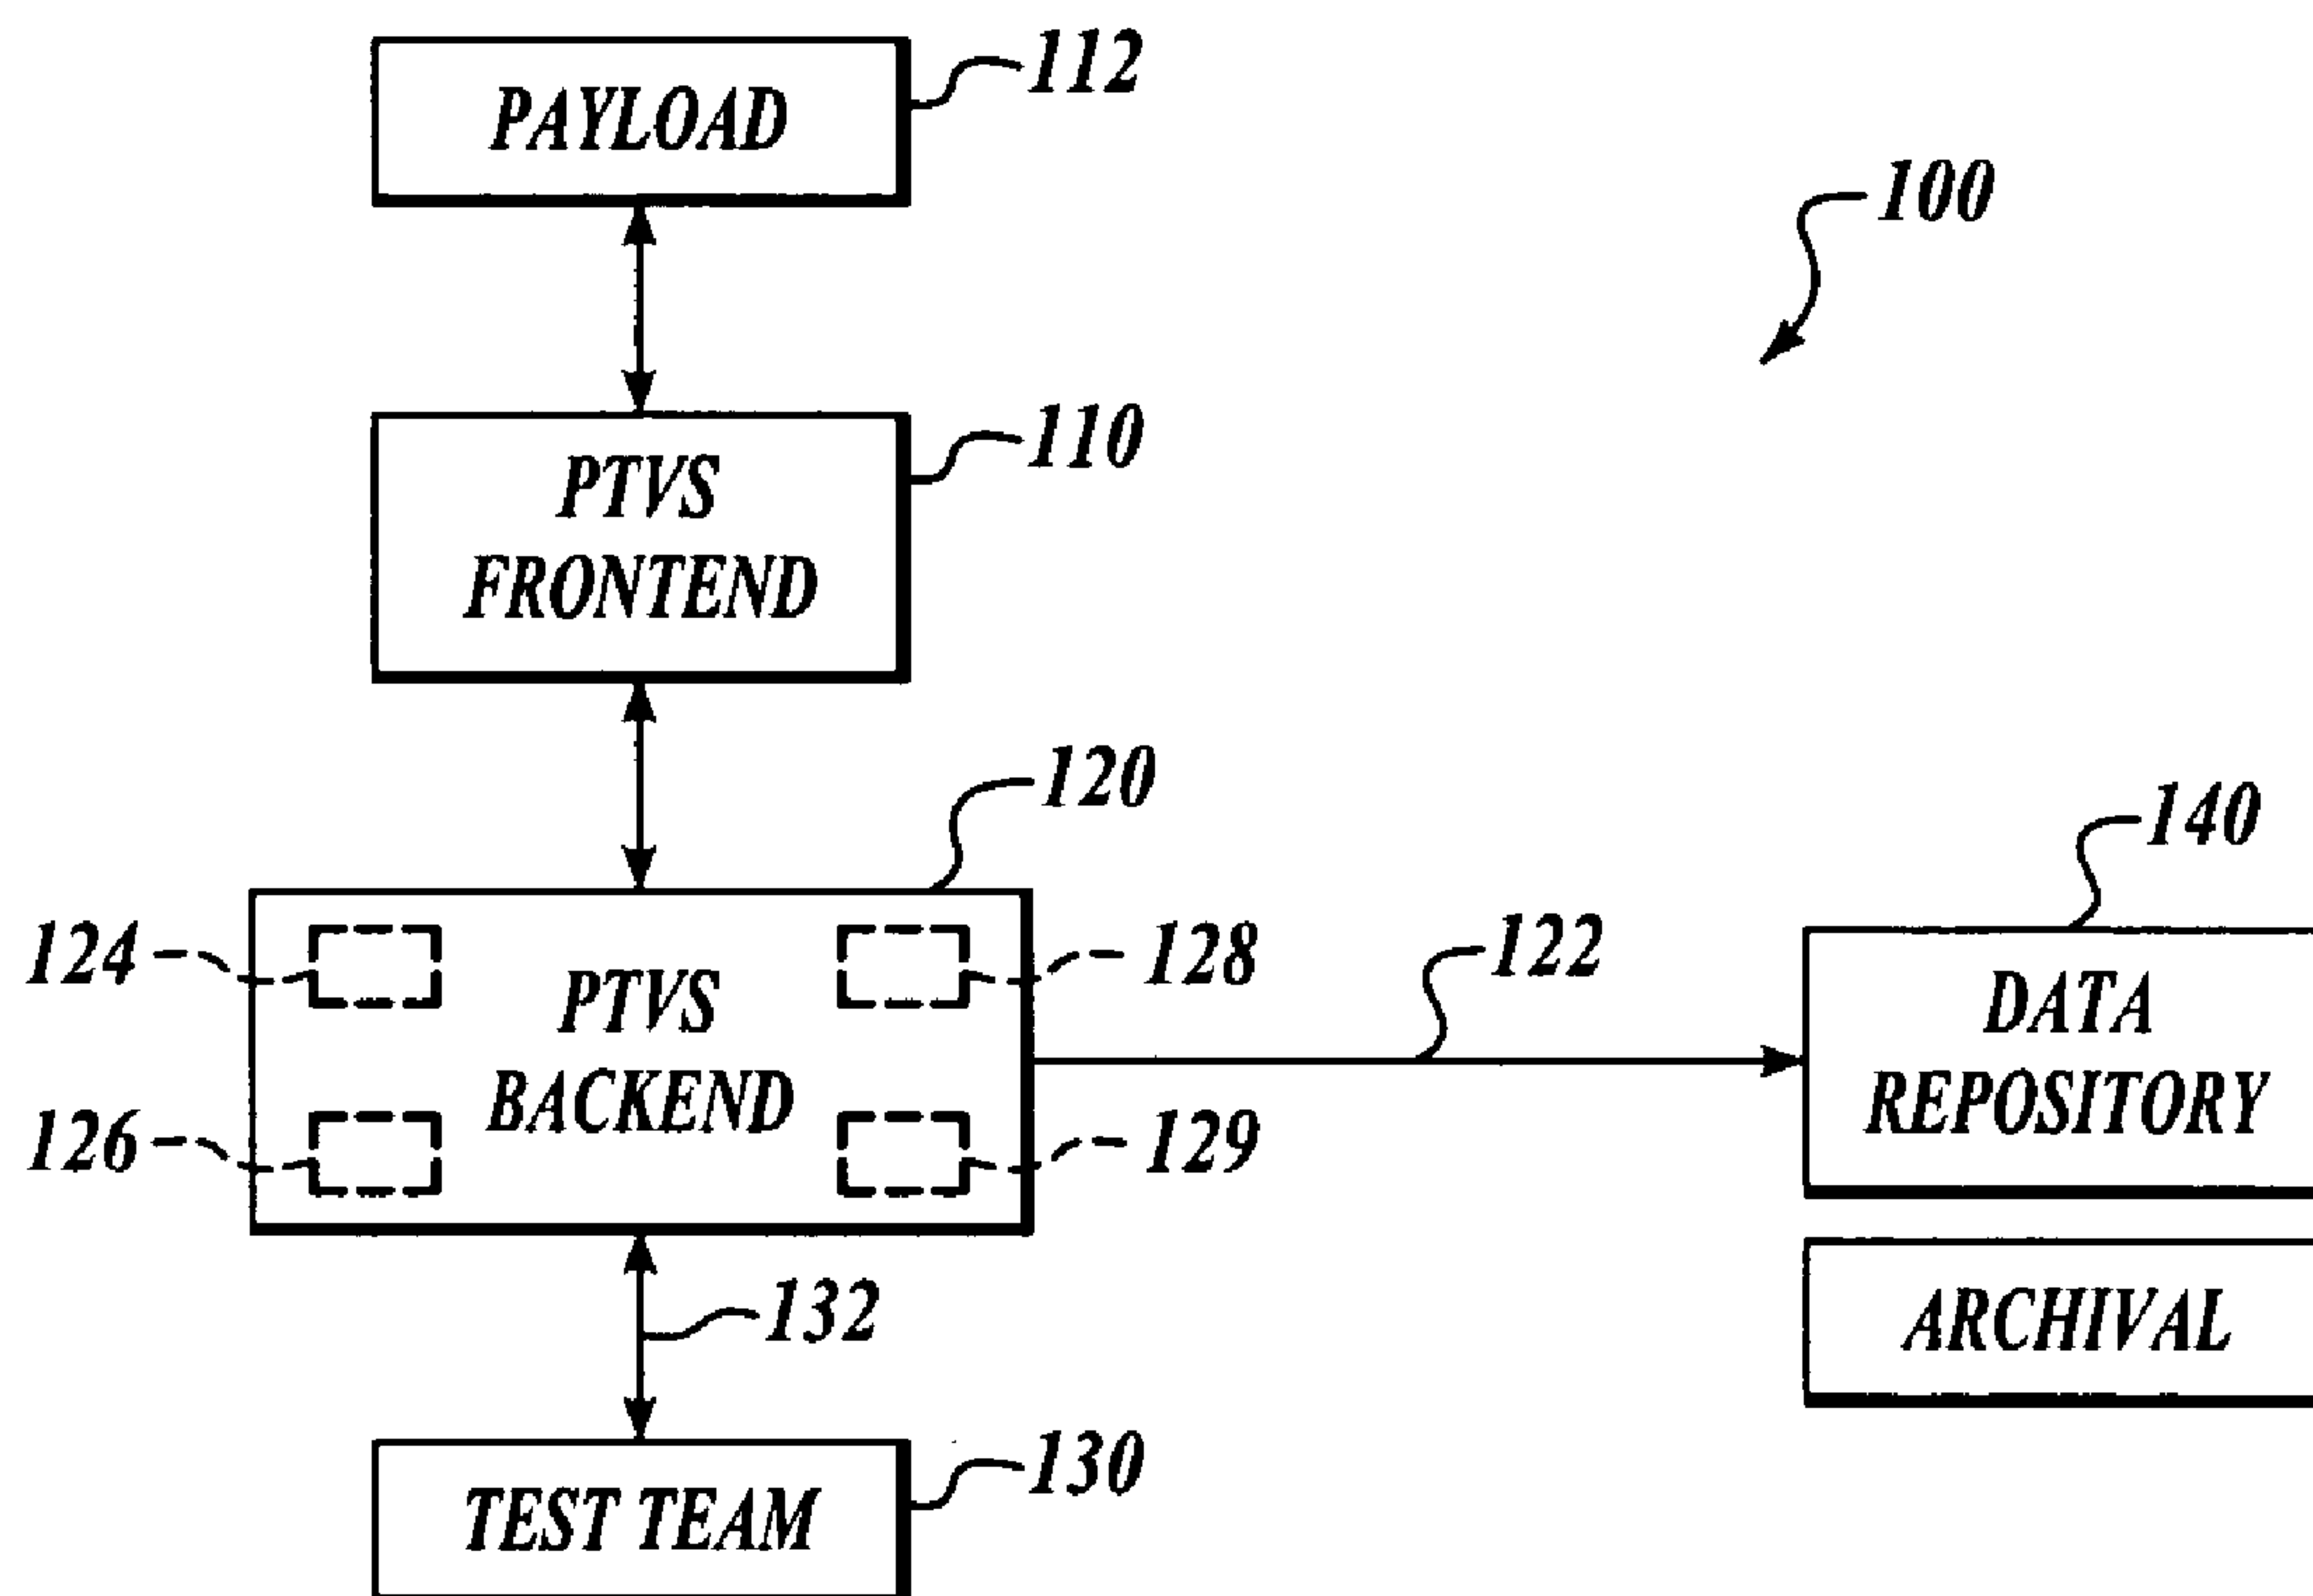 PAYLOAD
112
100
PTVS
FRONTEND
110
120
140
124
128
122
PTVS
BACKEND
DATA
REPOSITORY
126
129
132
ARCHIVAL
TEST TEAM
130